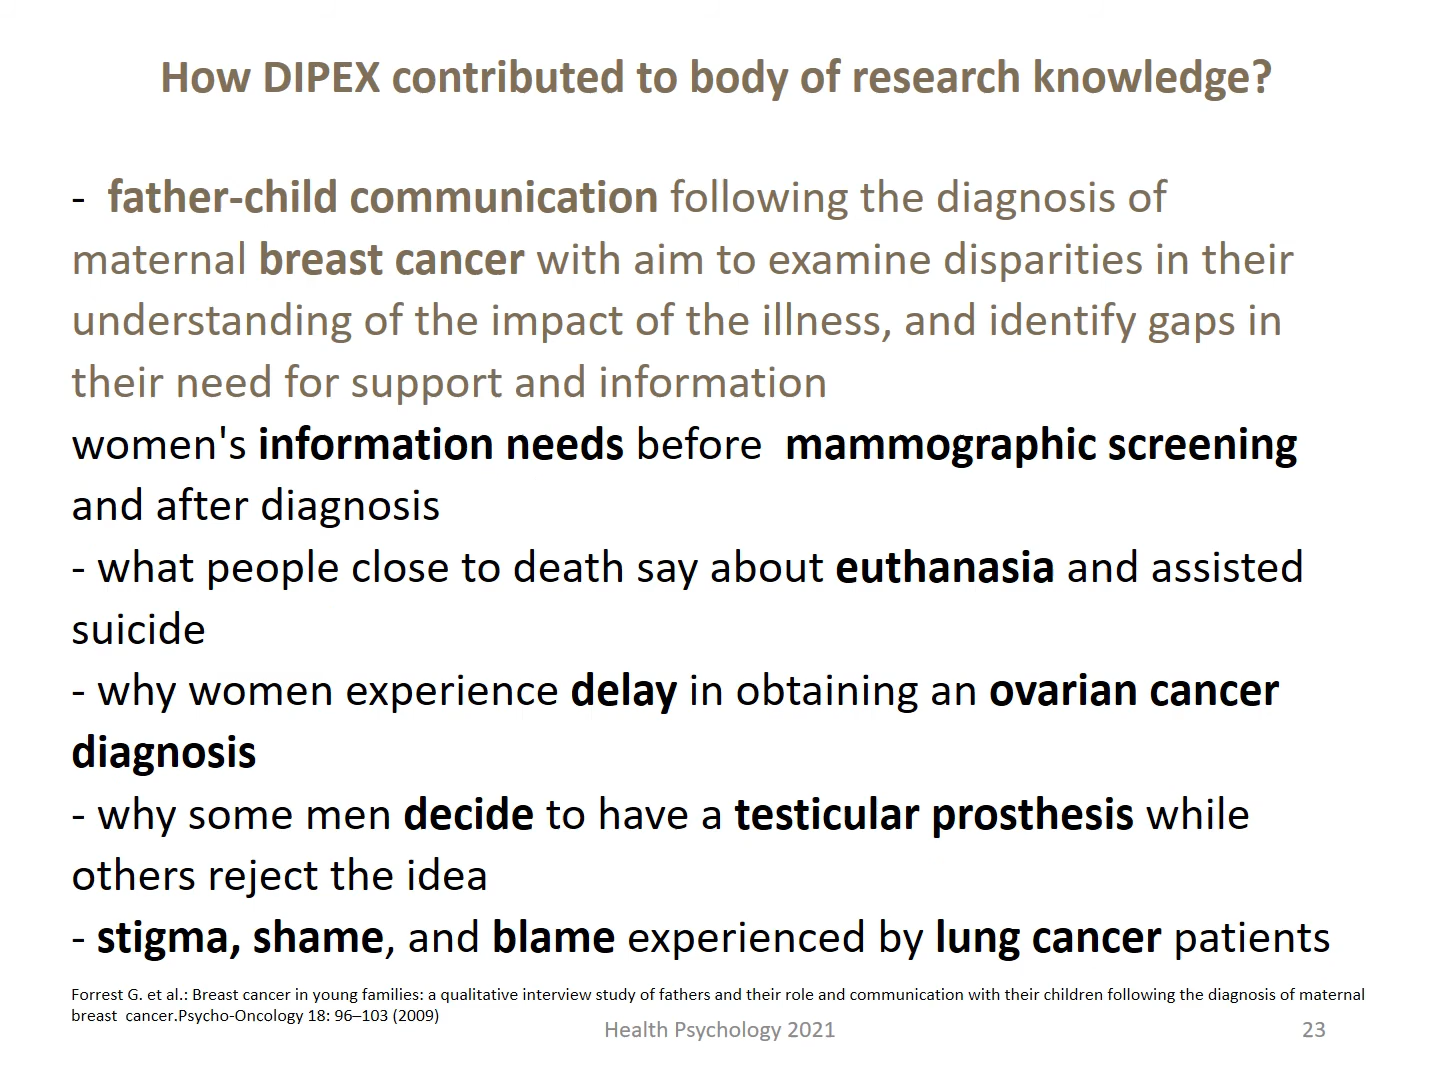 How DIPEX contributed to body of research knowledge?
- father-child communication following the diagnosis of
maternal breast cancer with aim to examine disparities in their
understanding of the impact of the illness, and identify gaps in
their need for support and information
women's information needs before mammographic screening
and after diagnosis
- what people close to death say about euthanasia and assisted
suicide
- why women experience delay in obtaining an ovarian cancer
diagnosis
- why some men decide to have a testicular prosthesis while
others reject the idea
- stigma, shame, and blame experienced by lung cancer patients
Forrest G. et al.: Breast cancer in young families: a qualitative interview study of fathers and their role and communication with their children following the diagnosis of maternal
breast cancer.Psycho-Oncology 18: 96–103 (2009)
Health Psychology 2021
23